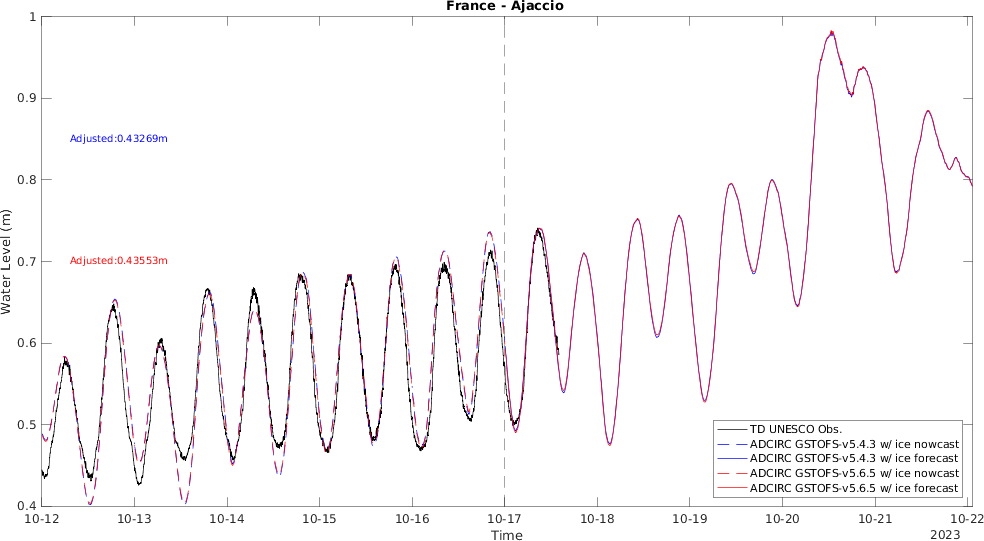 France - Ajaccio
1
0.9
0.8
0.7
0.6
0.5
0.4
Water Level (m)
Adjusted:0.43269m
Adjusted:0.43553m
TD UNESCO Obs.
ADCIRC GSTOFS-v5.4.3 w/ ice nowcast
ADCIRC GSTOFS-v5.4.3 w/ ice forecast
ADCIRC GSTOFS-v5.6.5 w/ ice nowcast
ADCIRC GSTOFS-v5.6.5 w/ ice forecast
10-12 10-13 10-14 10-15 10-16 10-17 10-18 10-19 10-20 10-21 10-22
Time
2023